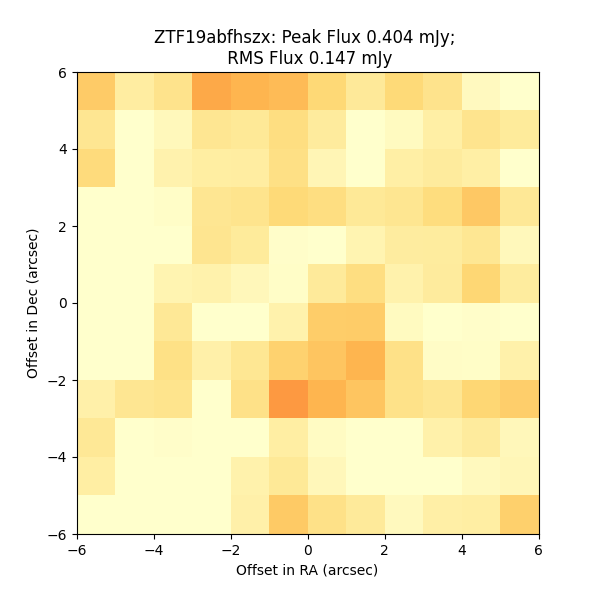 ZTF19abfhszx: Peak Flux 0.404 mJy;
RMS Flux 0.147 mJy
6
4
2
0
−2
−4
−6
Offset in Dec (arcsec)
−6 −4 −2 0 2 4 6
Offset in RA (arcsec)